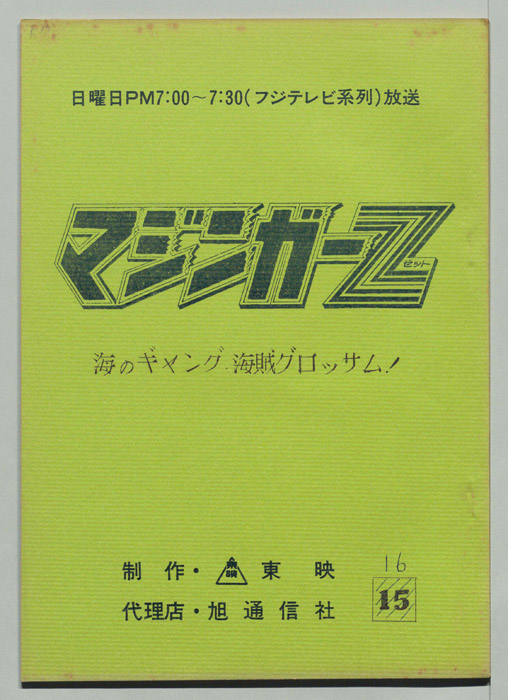 日曜日PM7:00～7:30(フジテレビ系列)放送
マジンガーZ
ゼット
海のギャング.海賊グロッサム!
制作・東映 東映
代理店・旭通信社
16
15